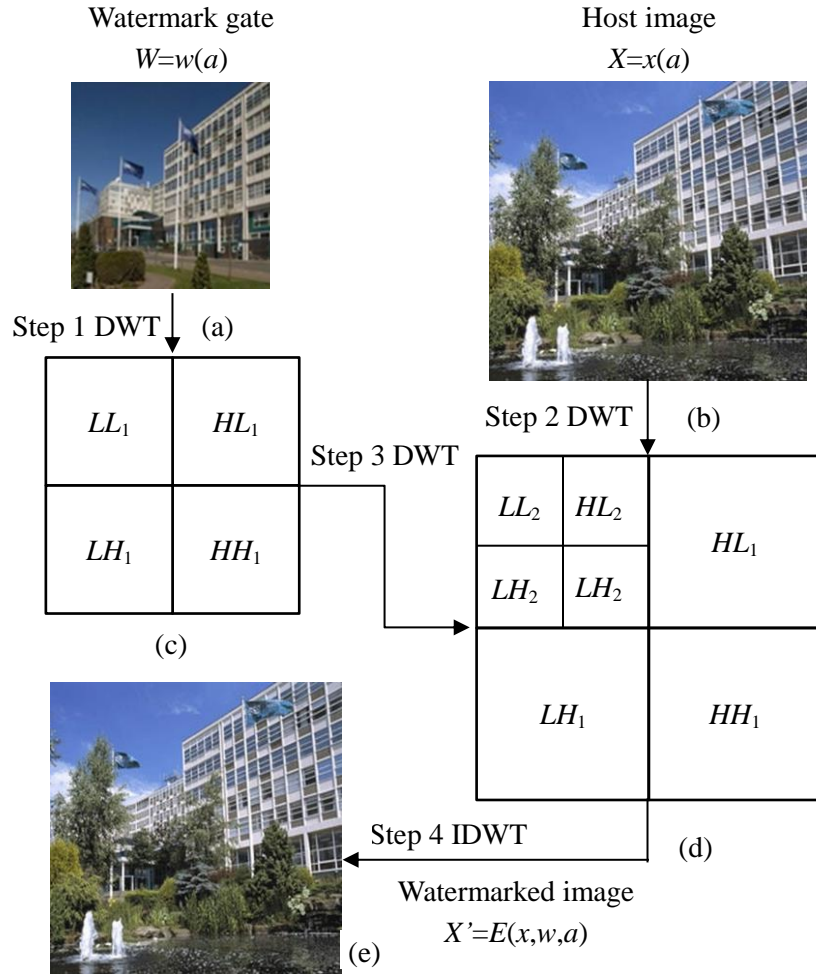 Watermark gate
W=w(a)
Host image
X=x(a)
Step 1 DWT
(a)
Step 2 DWT
(b)
LL₁
HL₁
LH₁
HH₁
(c)
Step 3 DWT
LL₂
HL₂
LH₂
LH₂
HL₁
LH₁
HH₁
(d)
Step 4 IDWT
Watermarked image
X’=E(x,w,a)
(e)